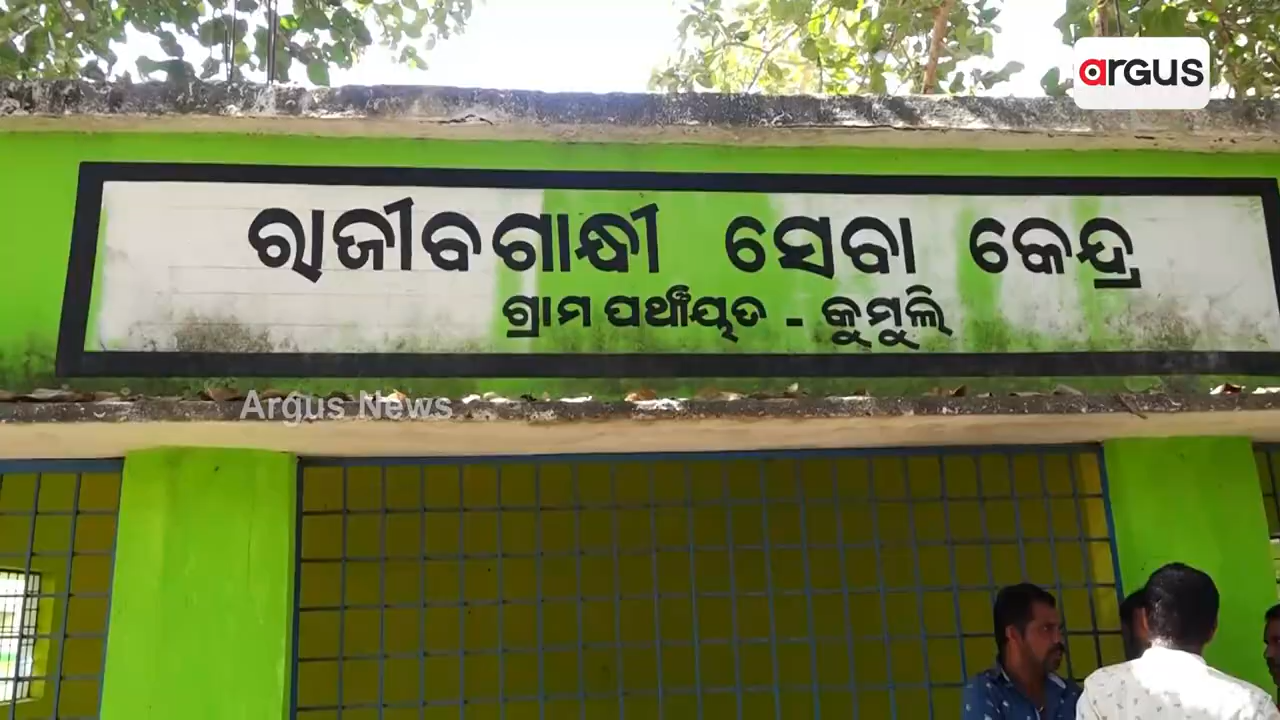 argus
ରାଜୀବଗାନ୍ଧୀ ସେବା କେନ୍ଦ୍ର
ଗ୍ରାମ ପଞ୍ଚାୟତ - କୁମୁଲି
Argus News